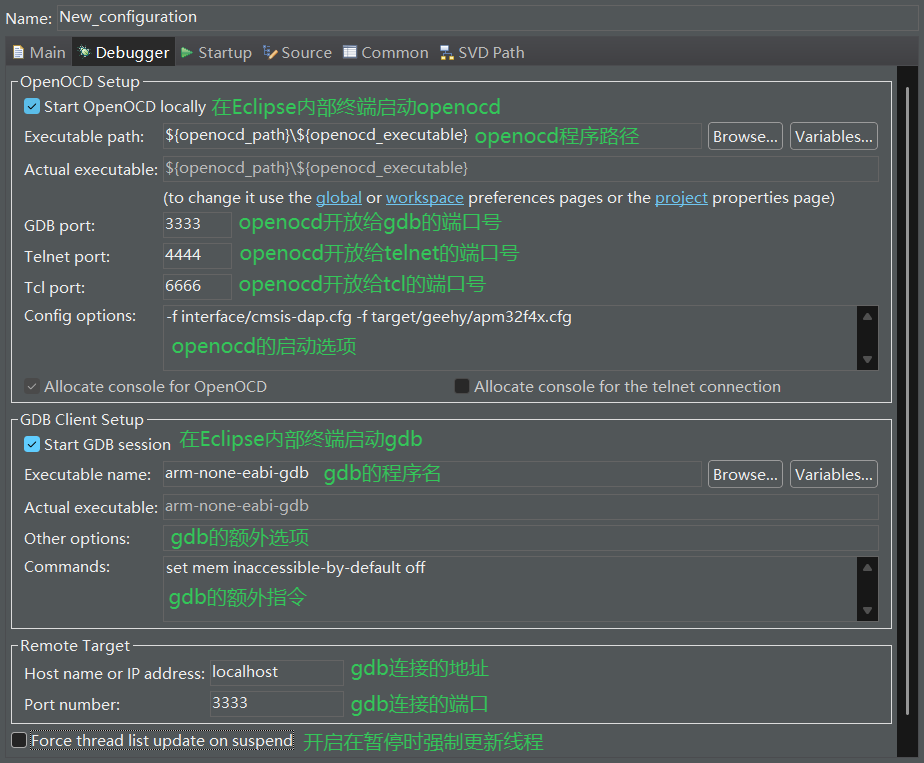 Name: New_configuration
Main Debugger Startup Source Common SVD Path
OpenOCD Setup
Start OpenOCD locally 在Eclipse内部终端启动openocd
Executable path: ${openocd_path}\${openocd_executable} openocd程序路径 Browse... Variables...
Actual executable: ${openocd_path}\${openocd_executable}
(to change it use the global or workspace preferences pages or the project properties page)
GDB port: 3333 openocd开放给gdb的端口号
Telnet port: 4444 openocd开放给telnet的端口号
Tcl port: 6666 openocd开放给tcl的端口号
Config options: -f interface/cmsis-dap.cfg -f target/geehy/apm32f4x.cfg
openocd的启动选项
Allocate console for OpenOCD Allocate console for the telnet connection
GDB Client Setup
Start GDB session 在Eclipse内部终端启动gdb
Executable name: arm-none-eabi-gdb gdb的程序名 Browse... Variables...
Actual executable: arm-none-eabi-gdb
Other options: gdb的额外选项
Commands: set mem inaccessible-by-default off
gdb的额外指令
Remote Target
Host name or IP address: localhost gdb连接的地址
Port number: 3333 gdb连接的端口
Force thread list update on suspend 开启在暂停时强制更新线程